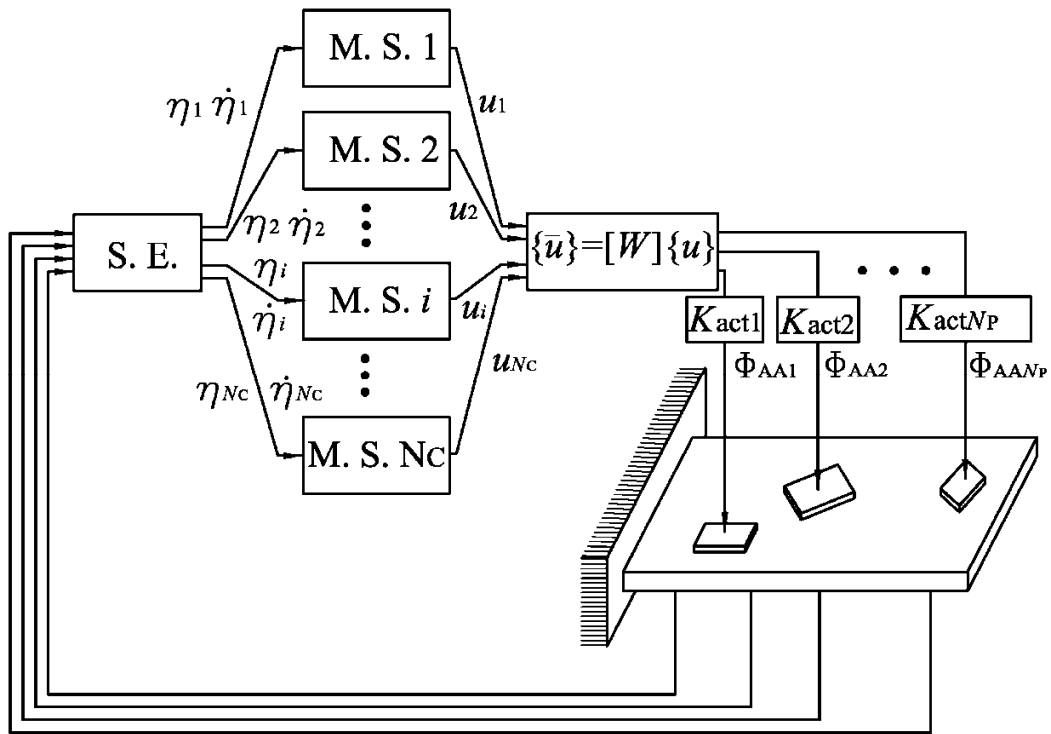 M. S. 1
η1 η̇1
u1
M. S. 2
η2 η̇2
u2
S. E.
{u̅}=[W]{u}
ηi
η̇i
M. S. i
ui
Kact1
Kact2
KactNP
ΦAA1
ΦAA2
ΦAANP
ηNC η̇NC
uNC
M. S. NC